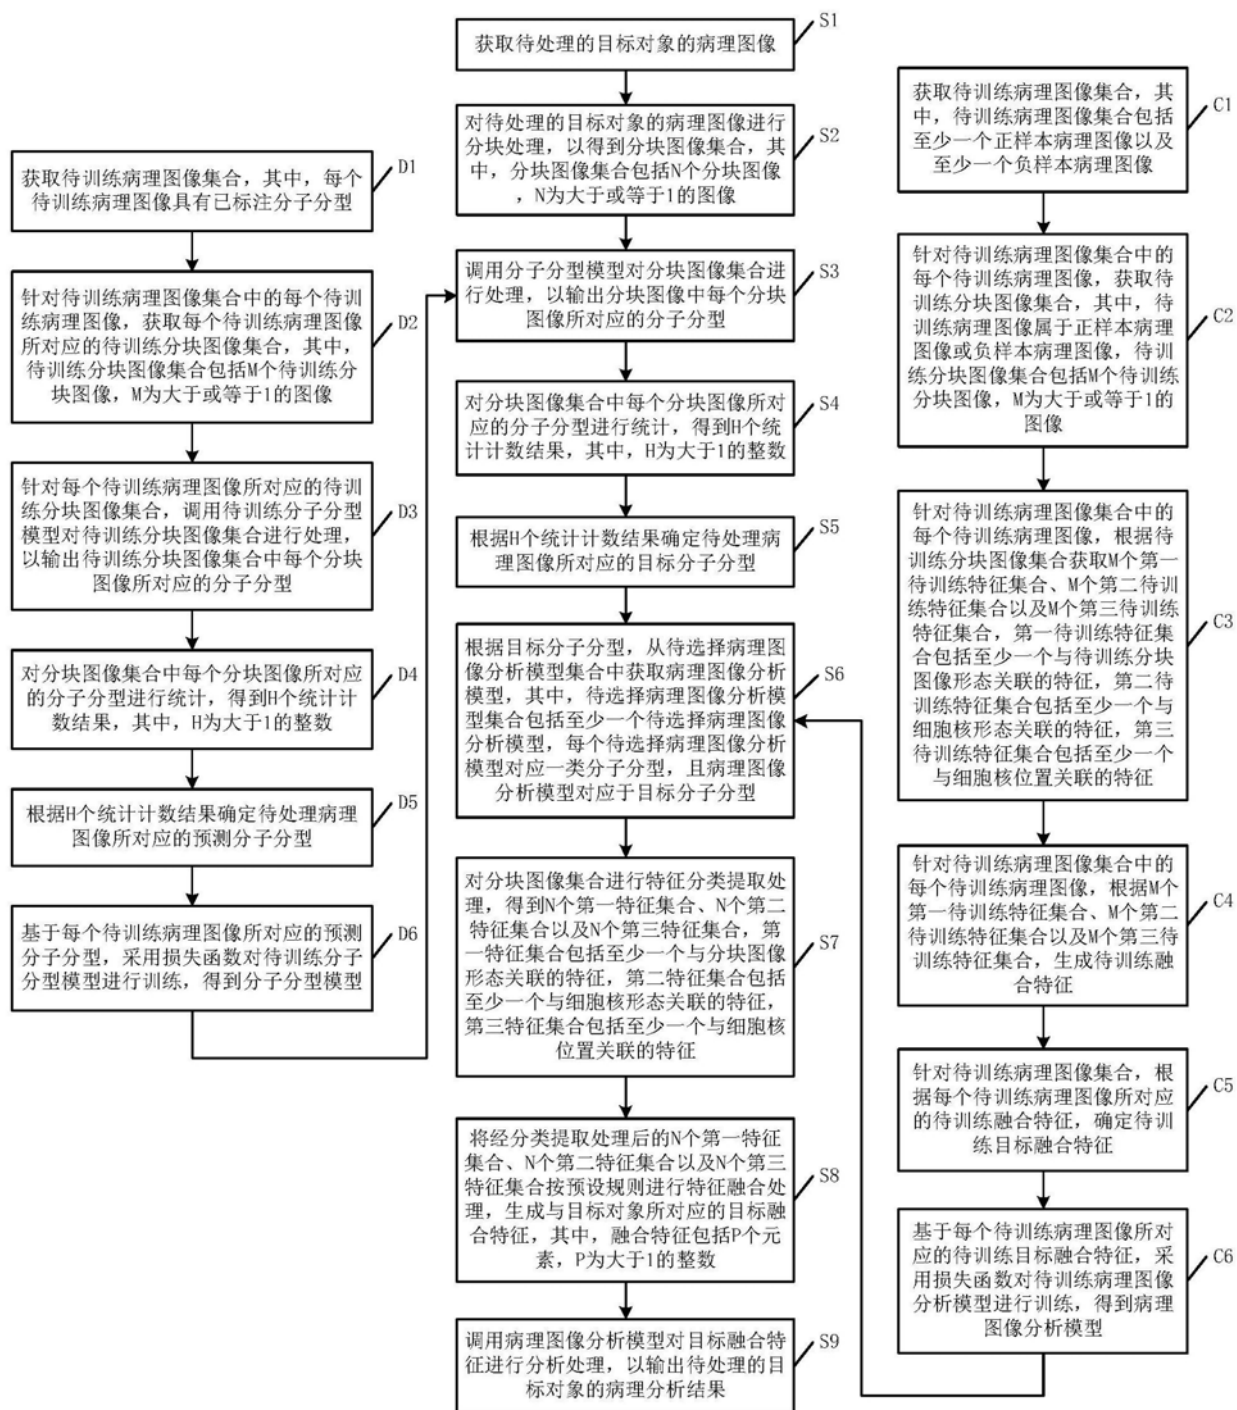 S1
获取待处理的目标对象的病理图像
S2
对待处理的目标对象的病理图像进行
分块处理，以得到分块图像集合，其
中，分块图像集合包括N个分块图像
，N为大于或等于1的图像
S3
调用分子分型模型对分块图像集合进
行处理，以输出分块图像中每个分块
图像所对应的分子分型
S4
对分块图像集合中每个分块图像所对
应的分子分型进行统计，得到H个统
计计数结果，其中，H为大于1的整数
S5
根据H个统计计数结果确定待处理病
理图像所对应的目标分子分型
S6
根据目标分子分型，从待选择病理图
像分析模型集合中获取病理图像分析
模型，其中，待选择病理图像分析模
型集合包括至少一个待选择病理图像
分析模型，每个待选择病理图像分析
模型对应一类分子分型，且病理图像
分析模型对应于目标分子分型
S7
对分块图像集合进行特征分类提取处
理，得到N个第一特征集合、N个第二
特征集合以及N个第三特征集合，第
一特征集合包括至少一个与分块图像
形态关联的特征，第二特征集合包括
至少一个与细胞核形态关联的特征，
第三特征集合包括至少一个与细胞核
位置关联的特征
S8
将经分类提取处理后的N个第一特征
集合、N个第二特征集合以及N个第三
特征集合按预设规则进行特征融合处
理，生成与目标对象所对应的目标融
合特征，其中，融合特征包括P个元
素，P为大于1的整数
S9
调用病理图像分析模型对目标融合特
征进行分析处理，以输出待处理的目
标对象的病理分析结果
D1
获取待训练病理图像集合，其中，每个
待训练病理图像具有已标注分子分型
D2
针对待训练病理图像集合中的每个待训
练病理图像，获取每个待训练病理图像
所对应的待训练分块图像集合，其中，
待训练分块图像集合包括M个待训练分
块图像，M为大于或等于1的图像
D3
针对每个待训练病理图像所对应的待训
练分块图像集合，调用待训练分子分型
模型对待训练分块图像集合进行处理，
以输出待训练分块图像集合中每个分块
图像所对应的分子分型
D4
对分块图像集合中每个分块图像所对应
的分子分型进行统计，得到H个统计计
数结果，其中，H为大于1的整数
D5
根据H个统计计数结果确定待处理病理
图像所对应的预测分子分型
D6
基于每个待训练病理图像所对应的预测
分子分型，采用损失函数对待训练分子
分型模型进行训练，得到分子分型模型
C1
获取待训练病理图像集合，其
中，待训练病理图像集合包括
至少一个正样本病理图像以及
至少一个负样本病理图像
C2
针对待训练病理图像集合中的
每个待训练病理图像，获取待
训练分块图像集合，其中，待
训练病理图像属于正样本病理
图像或负样本病理图像，待训
练分块图像集合包括M个待训练
分块图像，M为大于或等于1的
图像
C3
针对待训练病理图像集合中的
每个待训练病理图像，根据待
训练分块图像集合获取M个第一
待训练特征集合、M个第二待训
练特征集合以及M个第三待训练
特征集合，第一待训练特征集
合包括至少一个与待训练分块
图像形态关联的特征，第二待
训练特征集合包括至少一个与
细胞核形态关联的特征，第三
待训练特征集合包括至少一个
与细胞核位置关联的特征
C4
针对待训练病理图像集合中的
每个待训练病理图像，根据M个
第一待训练特征集合、M个第二
待训练特征集合以及M个第三待
训练特征集合，生成待训练融
合特征
C5
针对待训练病理图像集合，根
据每个待训练病理图像所对应
的待训练融合特征，确定待训
练目标融合特征
C6
基于每个待训练病理图像所对
应的待训练目标融合特征，采
用损失函数对待训练病理图像
分析模型进行训练，得到病理
图像分析模型